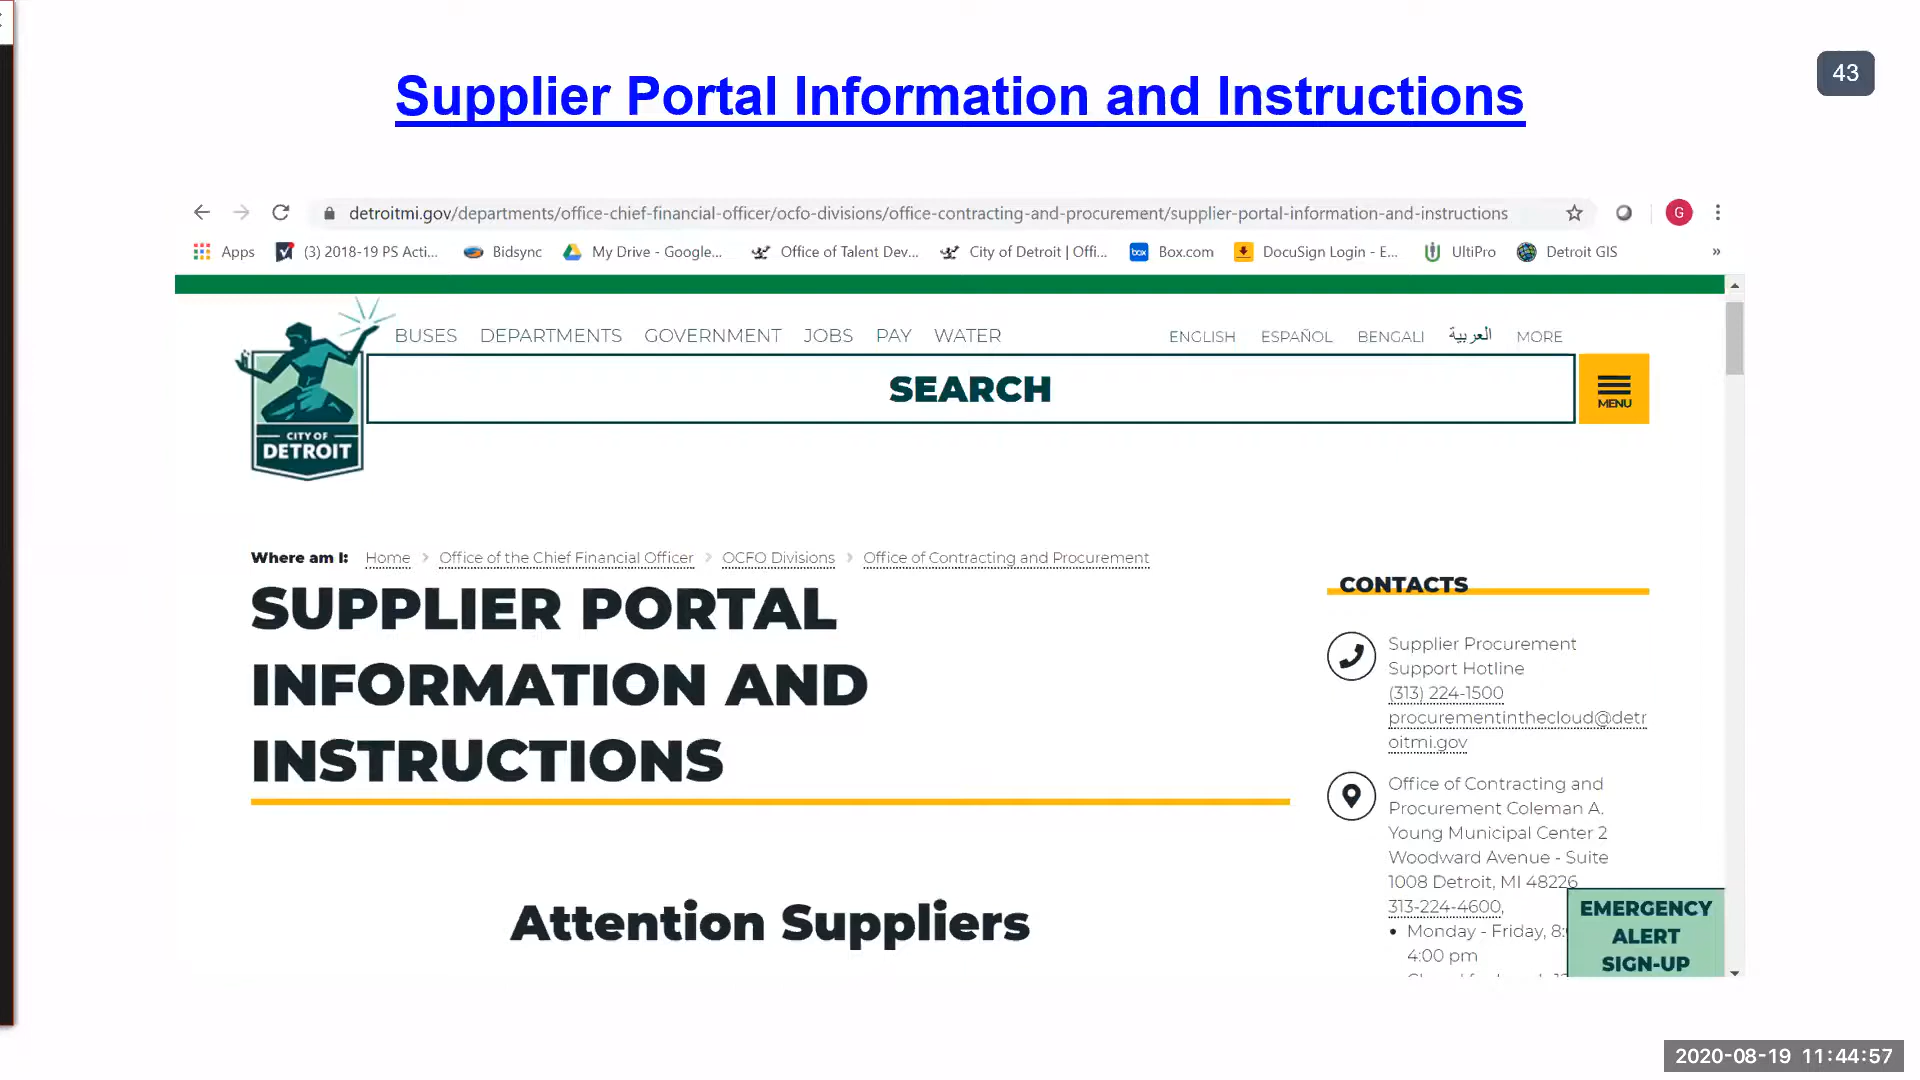 Supplier Portal Information and Instructions
43
detroitmi.gov/departments/office-chief-financial-officer/ocfo-divisions/office-contracting-and-procurement/supplier-portal-information-and-instructions
G
Apps (3) 2018-19 PS Acti... Bidsync My Drive - Google... Office of Talent Dev... City of Detroit | Offi... box Box.com DocuSign Login - E... UltiPro Detroit GIS »
BUSES DEPARTMENTS GOVERNMENT JOBS PAY WATER ENGLISH ESPAÑOL BENGALI العربية MORE
SEARCH
MENU
CITY OF
DETROIT
Where am I: Home > Office of the Chief Financial Officer > OCFO Divisions > Office of Contracting and Procurement
SUPPLIER PORTAL
INFORMATION AND
INSTRUCTIONS
Attention Suppliers
CONTACTS
Supplier Procurement
Support Hotline
(313) 224-1500
procurementinthecloud@detr
oitmi.gov
Office of Contracting and
Procurement Coleman A.
Young Municipal Center 2
Woodward Avenue - Suite
1008 Detroit, MI 48226
313-224-4600,
• Monday - Friday, 8:
4:00 pm
EMERGENCY
ALERT
SIGN-UP
2020-08-19 11:44:57